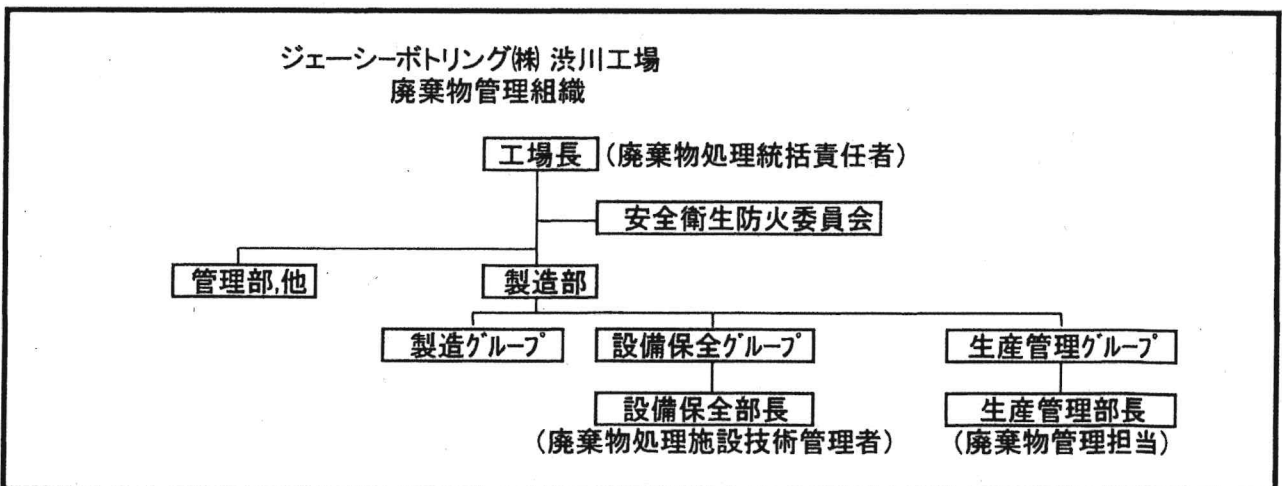 ジェーシーボトリング㈱ 渋川工場
廃棄物管理組織
工場長 (廃棄物処理統括責任者)
安全衛生防火委員会
管理部,他 製造部
製造ｸﾞﾙｰﾌﾟ 設備保全ｸﾞﾙｰﾌﾟ 生産管理ｸﾞﾙｰﾌﾟ
設備保全部長 生産管理部長
(廃棄物処理施設技術管理者) (廃棄物管理担当)